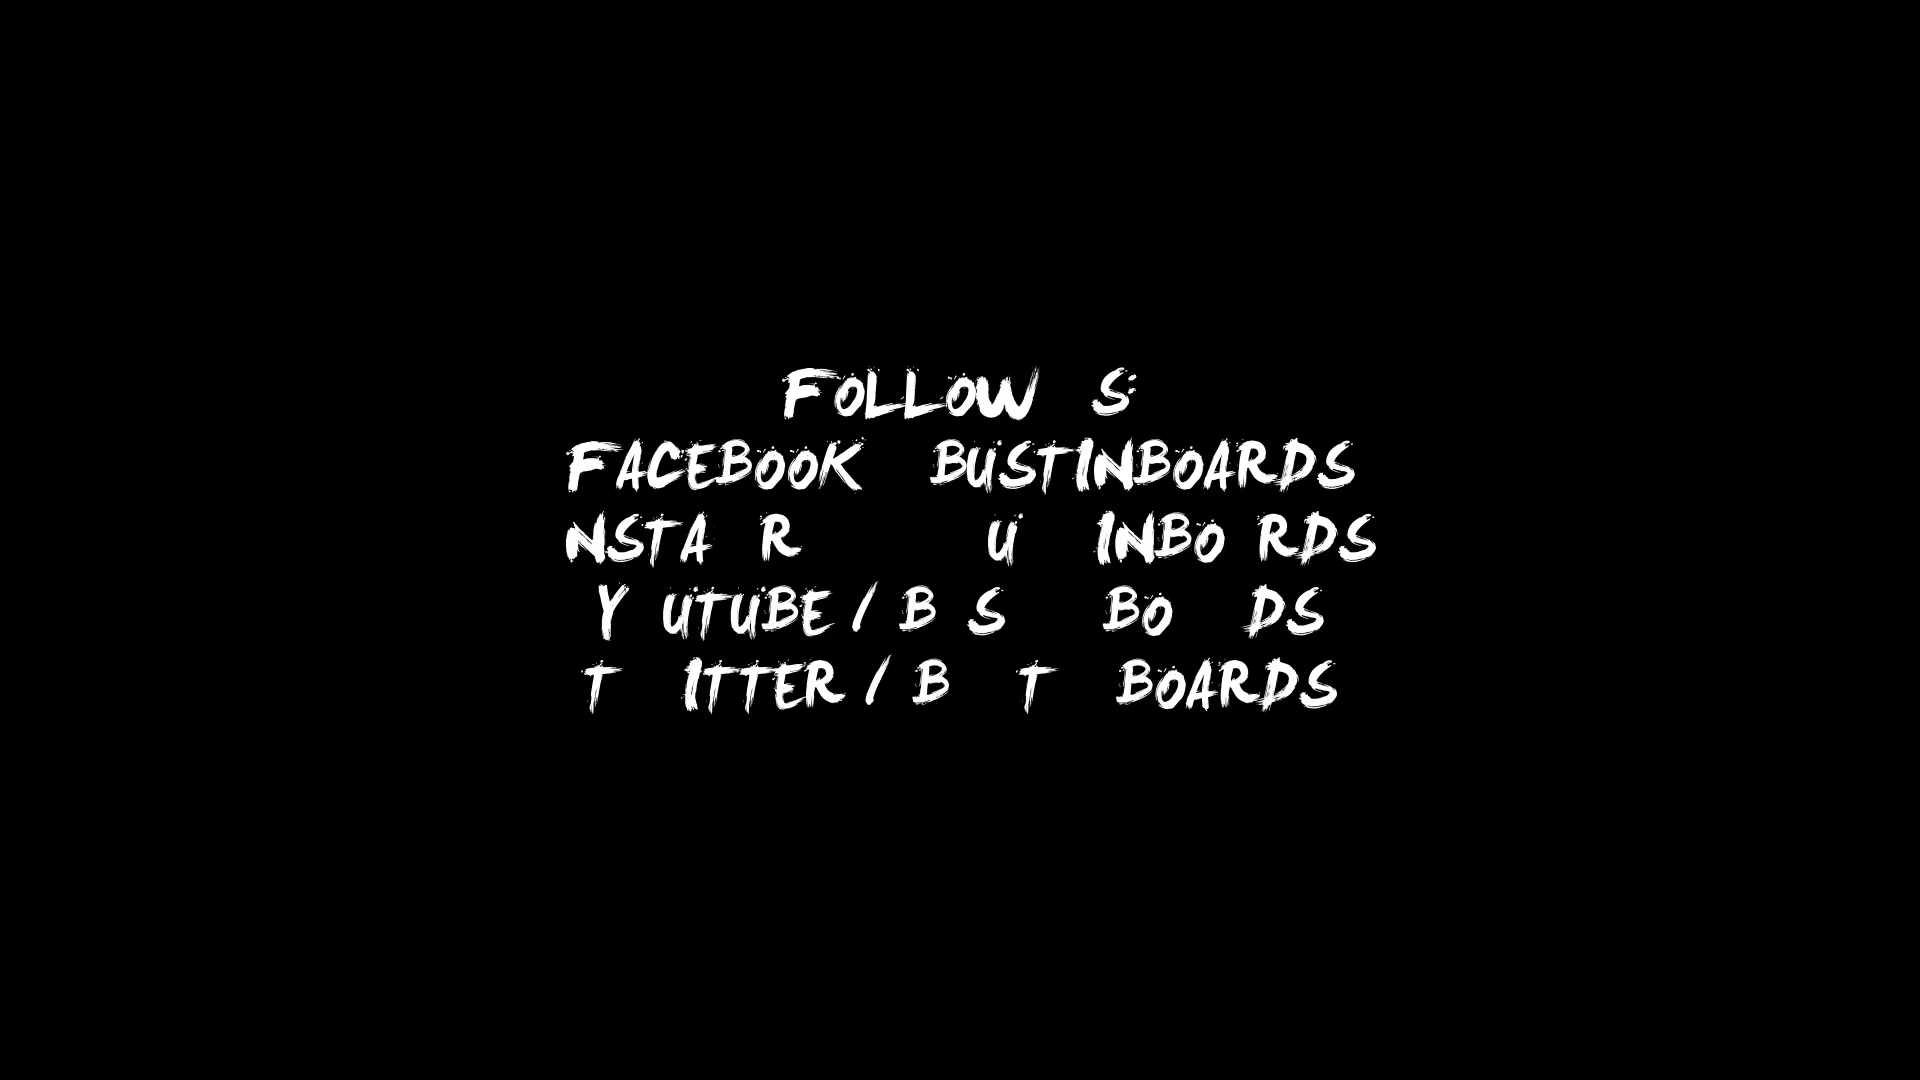 FOLLOW S:
FACEBOOK BUSTINBOARDS
NSTA R U INBO RDS
Y UTUBE / B S BO DS
T ITTER / B T BOARDS